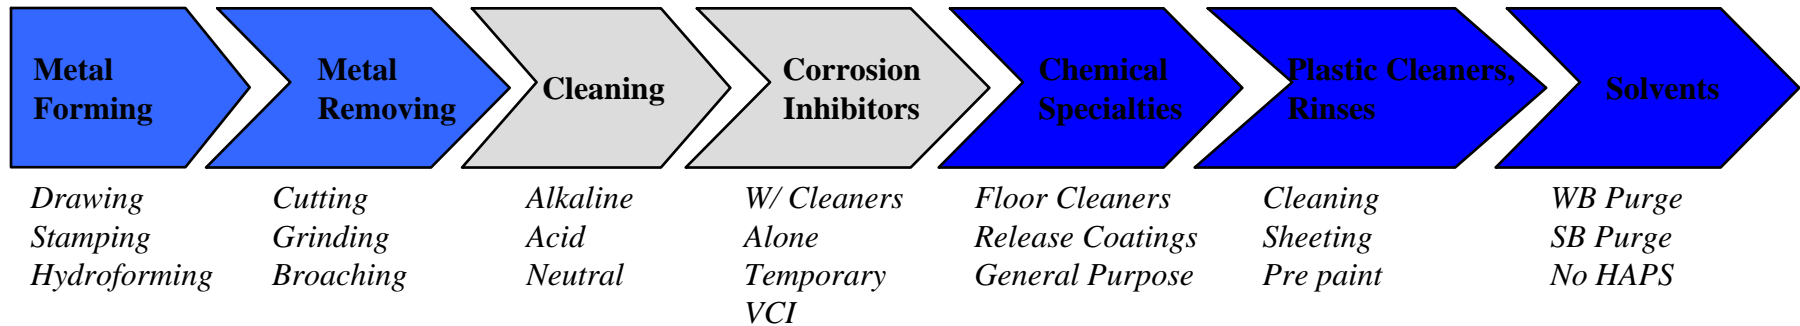 Metal
Forming
Metal
Removing
Cleaning
Corrosion
Inhibitors
Chemical
Specialties
Plastic Cleaners,
Rinses
Solvents
Drawing
Stamping
Hydroforming
Cutting
Grinding
Broaching
Alkaline
Acid
Neutral
W/ Cleaners
Alone
Temporary
VCI
Floor Cleaners
Release Coatings
General Purpose
Cleaning
Sheeting
Pre paint
WB Purge
SB Purge
No HAPS